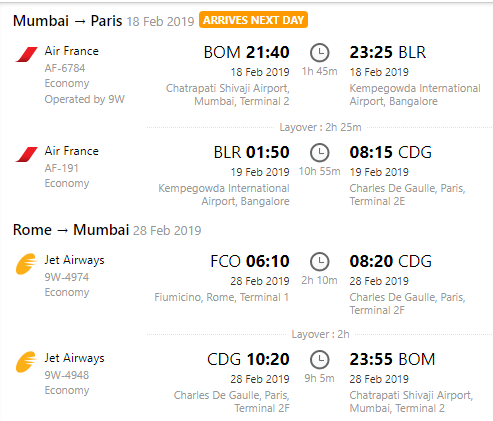 Mumbai → Paris 18 Feb 2019 ARRIVES NEXT DAY
Air France
AF-6784
Economy
Operated by 9W
BOM 21:40
18 Feb 2019
Chatrapati Shivaji Airport,
Mumbai, Terminal 2
1h 45m
23:25 BLR
18 Feb 2019
Kempegowda International
Airport, Bangalore
Layover : 2h 25m
Air France
AF-191
Economy
BLR 01:50
19 Feb 2019
Kempegowda International
Airport, Bangalore
10h 55m
08:15 CDG
19 Feb 2019
Charles De Gaulle, Paris,
Terminal 2E
Rome → Mumbai 28 Feb 2019
Jet Airways
9W-4974
Economy
FCO 06:10
28 Feb 2019
Fiumicino, Rome, Terminal 1
2h 10m
08:20 CDG
28 Feb 2019
Charles De Gaulle, Paris,
Terminal 2F
Layover : 2h
Jet Airways
9W-4948
Economy
CDG 10:20
28 Feb 2019
Charles De Gaulle, Paris,
Terminal 2F
9h 5m
23:55 BOM
28 Feb 2019
Chatrapati Shivaji Airport,
Mumbai, Terminal 2